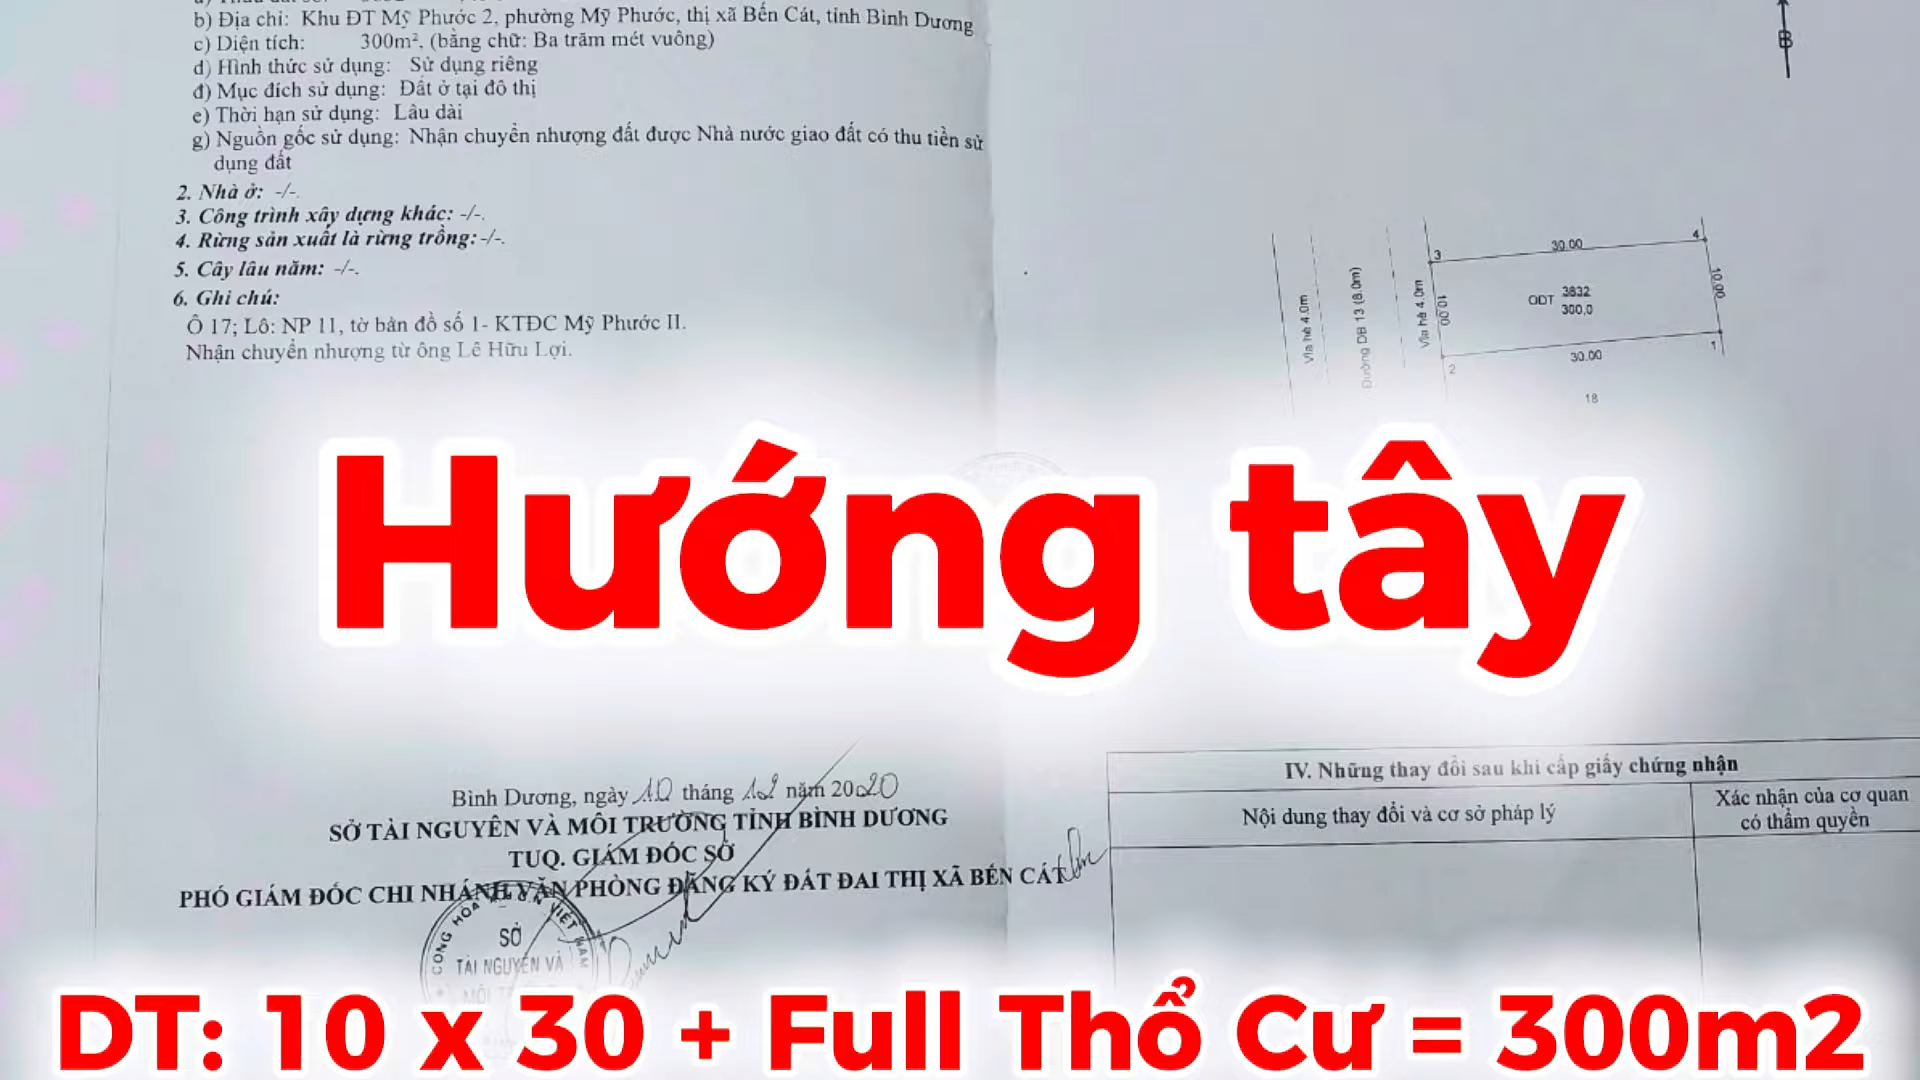 b) Địa chỉ: Khu ĐT Mỹ Phước 2, phường Mỹ Phước, thị xã Bến Cát, tỉnh Bình Dương
c) Diện tích: 300m², (bằng chữ: Ba trăm mét vuông)
d) Hình thức sử dụng: Sử dụng riêng
đ) Mục đích sử dụng: Đất ở tại đô thị
e) Thời hạn sử dụng: Lâu dài
g) Nguồn gốc sử dụng: Nhận chuyển nhượng đất được Nhà nước giao đất có thu tiền sử
dụng đất
2. Nhà ở: -/-.
3. Công trình xây dựng khác: -/-.
4. Rừng sản xuất là rừng trồng: -/-.
5. Cây lâu năm: -/-.
6. Ghi chú:
Ô 17; Lô: NP 11, tờ bản đồ số 1- KTĐC Mỹ Phước II.
Nhận chuyển nhượng từ ông Lê Hữu Lợi.
B
Vỉa hè 4.0m
Đường DB 13 (8.0m)
Vỉa hè 4.0m
3
30.00
4
10.00
ODT 3832
300,0
10.00
2
30.00
1
18
Hướng tây
Bình Dương, ngày 10 tháng 12 năm 2020
SỞ TÀI NGUYÊN VÀ MÔI TRƯỜNG TỈNH BÌNH DƯƠNG
TUQ. GIÁM ĐỐC SỞ
PHÓ GIÁM ĐỐC CHI NHÁNH VĂN PHÒNG ĐĂNG KÝ ĐẤT ĐAI THỊ XÃ BẾN CÁT
SỞ
TÀI NGUYÊN VÀ
IV. Những thay đổi sau khi cấp giấy chứng nhận
Nội dung thay đổi và cơ sở pháp lý
Xác nhận của cơ quan
có thẩm quyền
DT: 10 x 30 + Full Thổ Cư = 300m2